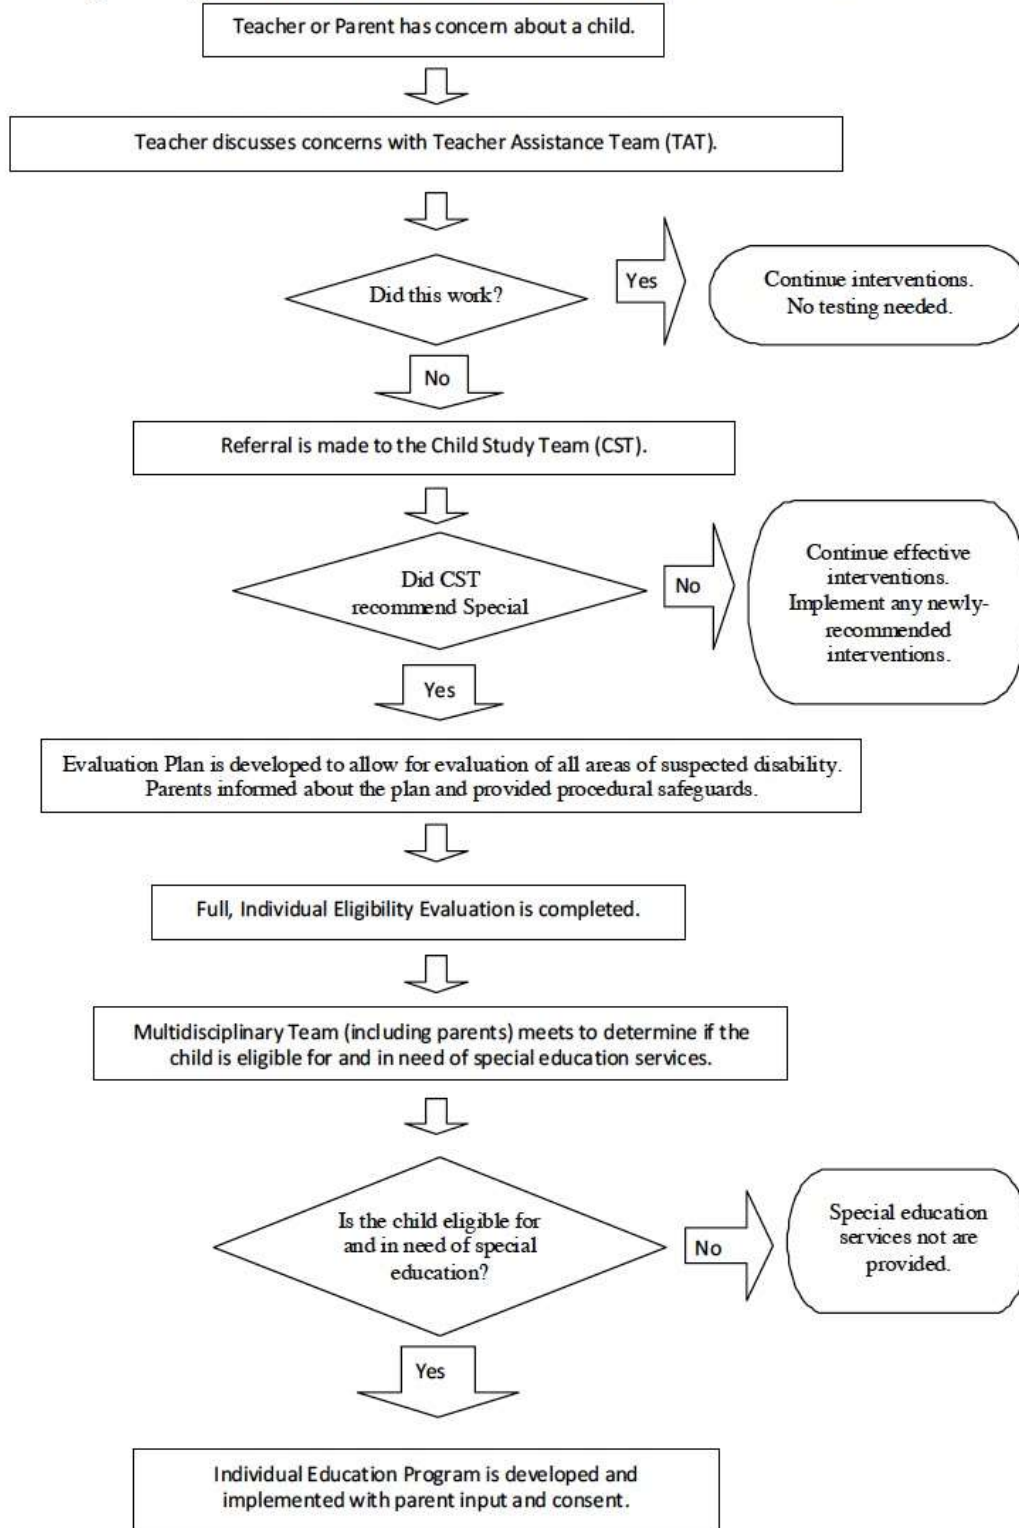 Teacher or Parent has concern about a child.
Teacher discusses concerns with Teacher Assistance Team (TAT).
Did this work?
Yes
Continue interventions.
No testing needed.
No
Referral is made to the Child Study Team (CST).
Did CST
recommend Special
No
Continue effective
interventions.
Implement any newly-
recommended
interventions.
Yes
Evaluation Plan is developed to allow for evaluation of all areas of suspected disability.
Parents informed about the plan and provided procedural safeguards.
Full, Individual Eligibility Evaluation is completed.
Multidisciplinary Team (including parents) meets to determine if the
child is eligible for and in need of special education services.
Is the child eligible for
and in need of special
education?
No
Special education
services not are
provided.
Yes
Individual Education Program is developed and
implemented with parent input and consent.